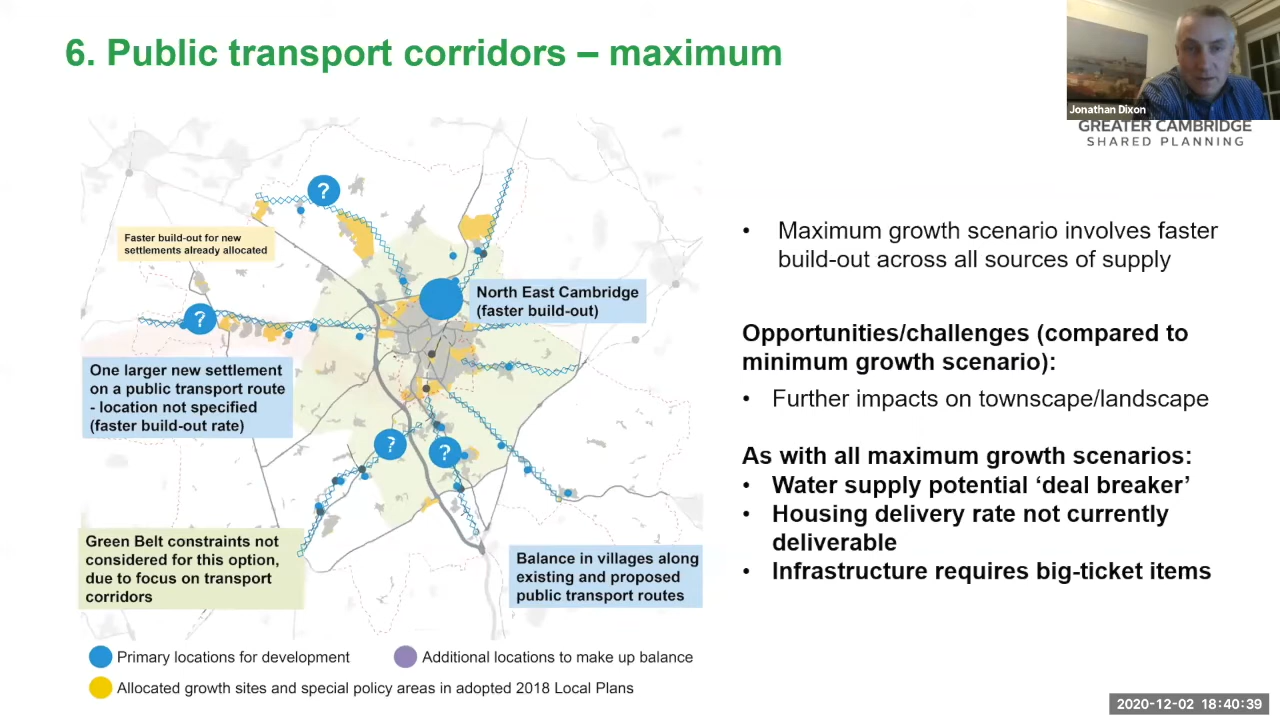 6. Public transport corridors – maximum
Jonathan Dixon
GREATER CAMBRIDGE
SHARED PLANNING
?
Faster build-out for new
settlements already allocated
North East Cambridge
(faster build-out)
?
One larger new settlement
on a public transport route
- location not specified
(faster build-out rate)
?
?
Green Belt constraints not
considered for this option,
due to focus on transport
corridors
Balance in villages along
existing and proposed
public transport routes
Primary locations for development
Additional locations to make up balance
Allocated growth sites and special policy areas in adopted 2018 Local Plans
• Maximum growth scenario involves faster
build-out across all sources of supply
Opportunities/challenges (compared to
minimum growth scenario):
• Further impacts on townscape/landscape
As with all maximum growth scenarios:
• Water supply potential ‘deal breaker’
• Housing delivery rate not currently
deliverable
• Infrastructure requires big-ticket items
2020-12-02 18:40:39